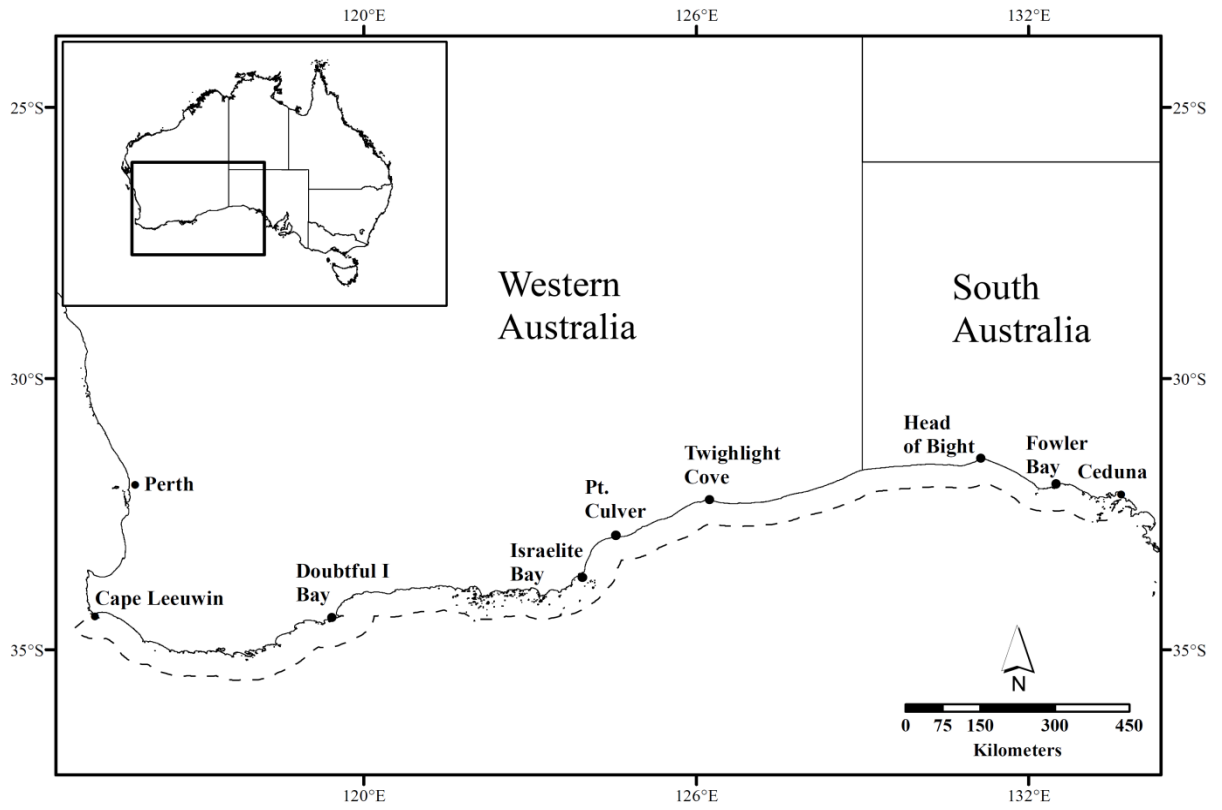 120°E
126°E
132°E
25°S
25°S
Western
Australia
South
Australia
30°S
30°S
Head
of Bight
Fowler
Bay
Ceduna
Twighlight
Cove
Perth
Pt.
Culver
Israelite
Bay
Doubtful I
Bay
Cape Leeuwin
35°S
35°S
N
0 75 150 300 450
Kilometers
120°E
126°E
132°E